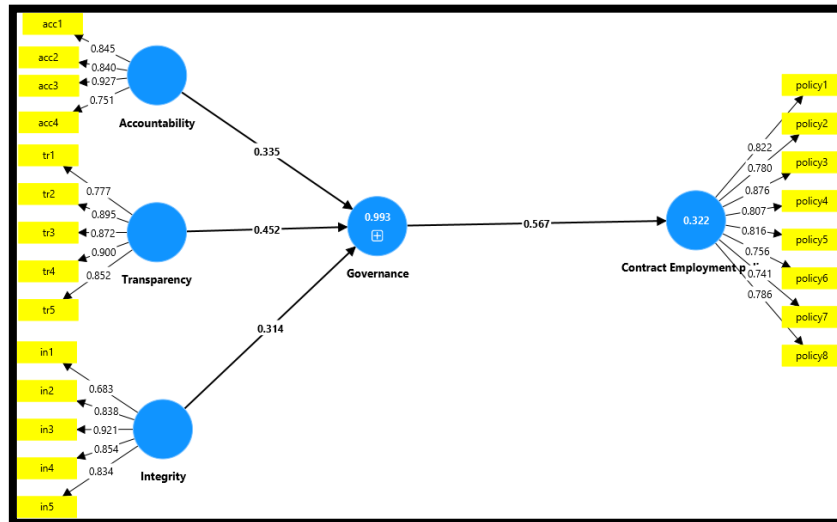 acc1
acc2
acc3
acc4
0.845
0.840
0.927
0.751
Accountability
tr1
tr2
tr3
tr4
tr5
0.777
0.895
0.872
0.900
0.852
Transparency
in1
in2
in3
in4
in5
0.683
0.838
0.921
0.854
0.834
Integrity
0.335
0.452
0.314
0.993
Governance
0.567
0.322
Contract Employment
0.822
0.780
0.876
0.807
0.816
0.756
0.741
0.786
policy1
policy2
policy3
policy4
policy5
policy6
policy7
policy8